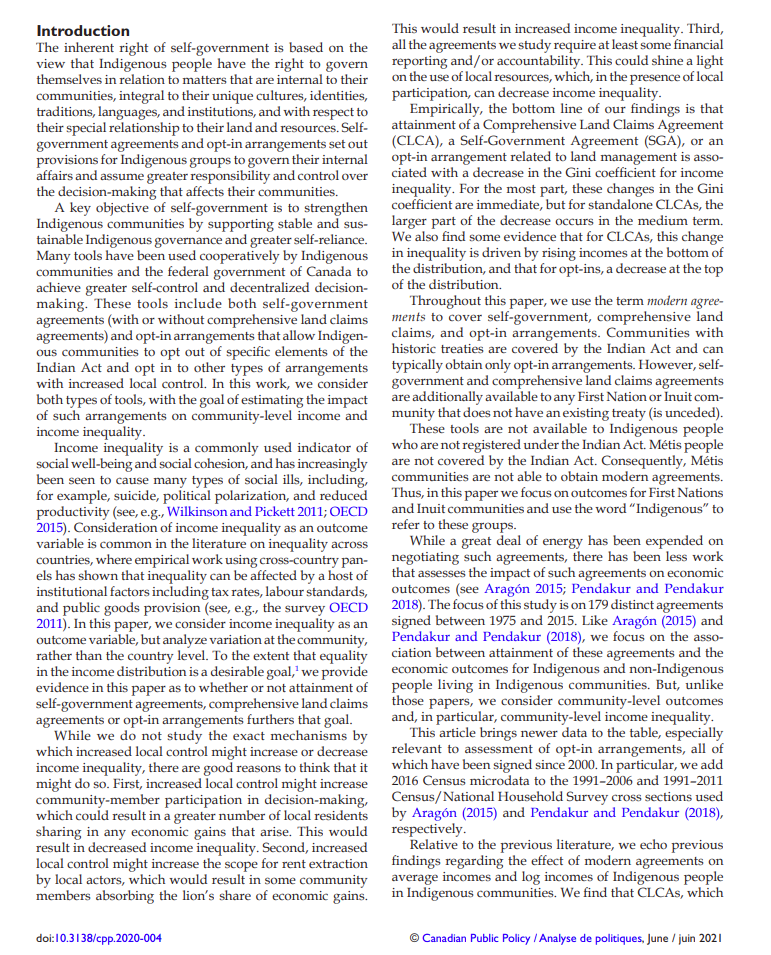 Introduction
The inherent right of self-government is based on the
view that Indigenous people have the right to govern
themselves in relation to matters that are internal to their
communities, integral to their unique cultures, identities,
traditions, languages, and institutions, and with respect to
their special relationship to their land and resources. Self-
government agreements and opt-in arrangements set out
provisions for Indigenous groups to govern their internal
affairs and assume greater responsibility and control over
the decision-making that affects their communities.
A key objective of self-government is to strengthen
Indigenous communities by supporting stable and sus-
tainable Indigenous governance and greater self-reliance.
Many tools have been used cooperatively by Indigenous
communities and the federal government of Canada to
achieve greater self-control and decentralized decision-
making. These tools include both self-government
agreements (with or without comprehensive land claims
agreements) and opt-in arrangements that allow Indigen-
ous communities to opt out of specific elements of the
Indian Act and opt in to other types of arrangements
with increased local control. In this work, we consider
both types of tools, with the goal of estimating the impact
of such arrangements on community-level income and
income inequality.
Income inequality is a commonly used indicator of
social well-being and social cohesion, and has increasingly
been seen to cause many types of social ills, including,
for example, suicide, political polarization, and reduced
productivity (see, e.g., Wilkinson and Pickett 2011; OECD
2015). Consideration of income inequality as an outcome
variable is common in the literature on inequality across
countries, where empirical work using cross-country pan-
els has shown that inequality can be affected by a host of
institutional factors including tax rates, labour standards,
and public goods provision (see, e.g., the survey OECD
2011). In this paper, we consider income inequality as an
outcome variable, but analyze variation at the community,
rather than the country level. To the extent that equality
in the income distribution is a desirable goal,1 we provide
evidence in this paper as to whether or not attainment of
self-government agreements, comprehensive land claims
agreements or opt-in arrangements furthers that goal.
While we do not study the exact mechanisms by
which increased local control might increase or decrease
income inequality, there are good reasons to think that it
might do so. First, increased local control might increase
community-member participation in decision-making,
which could result in a greater number of local residents
sharing in any economic gains that arise. This would
result in decreased income inequality. Second, increased
local control might increase the scope for rent extraction
by local actors, which would result in some community
members absorbing the lion's share of economic gains.
This would result in increased income inequality. Third,
all the agreements we study require at least some financial
reporting and/or accountability. This could shine a light
on the use of local resources, which, in the presence of local
participation, can decrease income inequality.
Empirically, the bottom line of our findings is that
attainment of a Comprehensive Land Claims Agreement
(CLCA), a Self-Government Agreement (SGA), or an
opt-in arrangement related to land management is asso-
ciated with a decrease in the Gini coefficient for income
inequality. For the most part, these changes in the Gini
coefficient are immediate, but for standalone CLCAs, the
larger part of the decrease occurs in the medium term.
We also find some evidence that for CLCAs, this change
in inequality is driven by rising incomes at the bottom of
the distribution, and that for opt-ins, a decrease at the top
of the distribution.
Throughout this paper, we use the term modern agree-
ments to cover self-government, comprehensive land
claims, and opt-in arrangements. Communities with
historic treaties are covered by the Indian Act and can
typically obtain only opt-in arrangements. However, self-
government and comprehensive land claims agreements
are additionally available to any First Nation or Inuit com-
munity that does not have an existing treaty (is unceded).
These tools are not available to Indigenous people
who are not registered under the Indian Act. Métis people
are not covered by the Indian Act. Consequently, Métis
communities are not able to obtain modern agreements.
Thus, in this paper we focus on outcomes for First Nations
and Inuit communities and use the word "Indigenous" to
refer to these groups.
While a great deal of energy has been expended on
negotiating such agreements, there has been less work
that assesses the impact of such agreements on economic
outcomes (see Aragón 2015; Pendakur and Pendakur
2018). The focus of this study is on 179 distinct agreements
signed between 1975 and 2015. Like Aragón (2015) and
Pendakur and Pendakur (2018), we focus on the asso-
ciation between attainment of these agreements and the
economic outcomes for Indigenous and non-Indigenous
people living in Indigenous communities. But, unlike
those papers, we consider community-level outcomes
and, in particular, community-level income inequality.
This article brings newer data to the table, especially
relevant to assessment of opt-in arrangements, all of
which have been signed since 2000. In particular, we add
2016 Census microdata to the 1991–2006 and 1991–2011
Census/National Household Survey cross sections used
by Aragón (2015) and Pendakur and Pendakur (2018),
respectively.
Relative to the previous literature, we echo previous
findings regarding the effect of modern agreements on
average incomes and log incomes of Indigenous people
in Indigenous communities. We find that CLCAs, which
doi:10.3138/cpp.2020-004
© Canadian Public Policy / Analyse de politiques, June / juin 2021